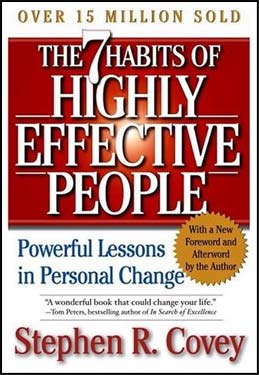 OVER 15 MILLION SOLD
THE 7 HABITS OF
HIGHLY
EFFECTIVE
PEOPLE
Powerful Lessons
in Personal Change
With a New
Foreword and
Afterword
by the Author
"A wonderful book that could change your life."
—Tom Peters, bestselling author of In Search of Excellence
Stephen R. Covey